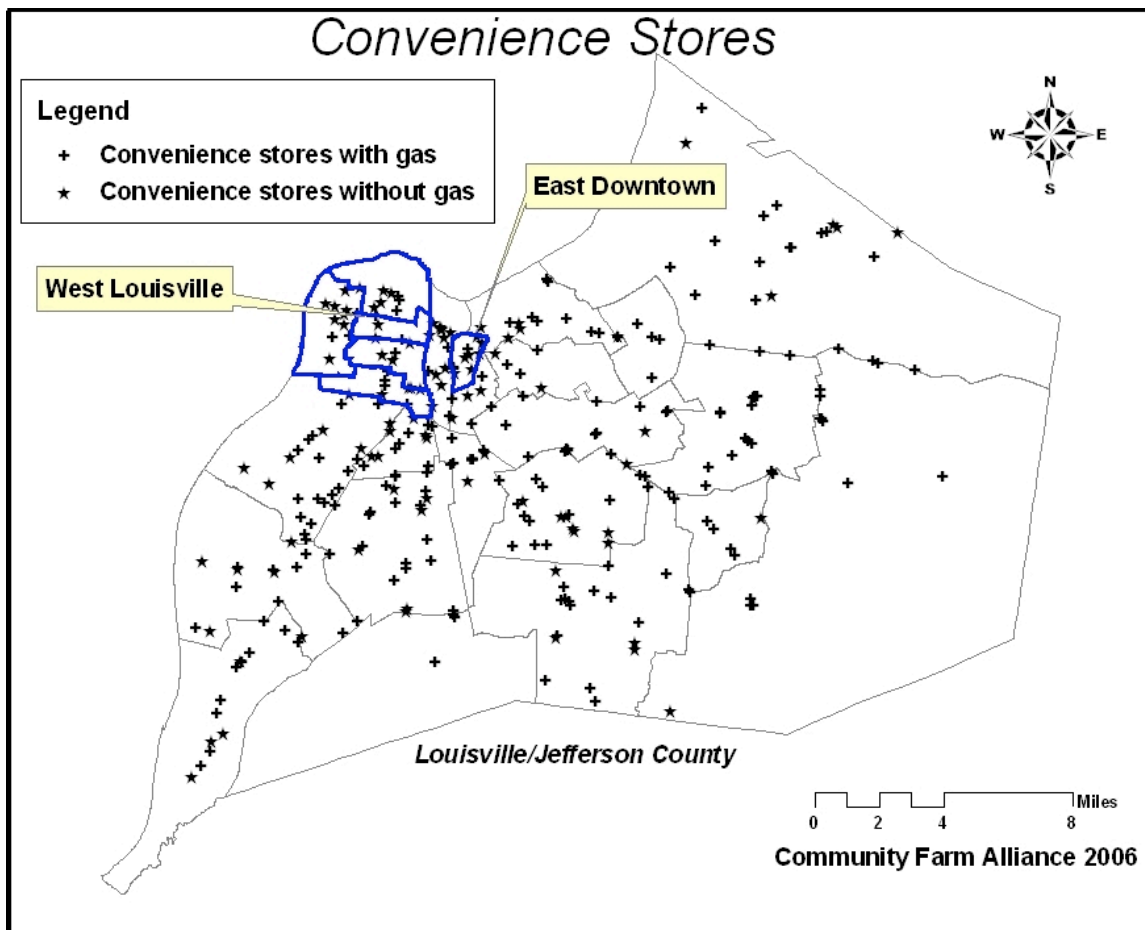 Convenience Stores
Legend
Convenience stores with gas
Convenience stores without gas
N
W E
S
East Downtown
West Louisville
Louisville/Jefferson County
Miles
0 2 4 8
Community Farm Alliance 2006